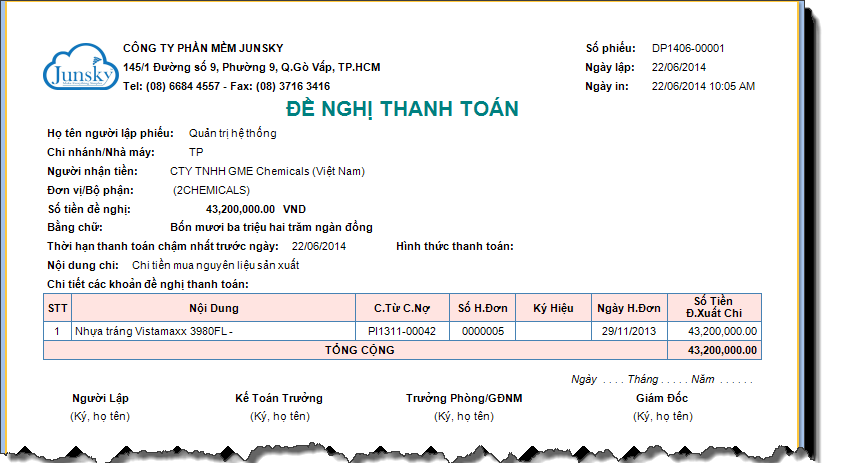 Junsky
CÔNG TY PHẦN MÈM JUNSKY
145/1 Đường số 9, Phường 9, Q.Gò Vấp, TP.HCM
Tel: (08) 6684 4557 - Fax: (08) 3716 3416
Số phiếu: DP1406-00001
Ngày lập: 22/06/2014
Ngày in: 22/06/2014 10:05 AM
ĐỀ NGHỊ THANH TOÁN
Họ tên người lập phiếu: Quản trị hệ thống
Chi nhánh/Nhà máy: TP
Người nhận tiền: CTY TNHH GME Chemicals (Việt Nam)
Đơn vị/Bộ phận: (2CHEMICALS)
Số tiền đề nghị: 43,200,000.00 VND
Bằng chữ: Bốn mươi ba triệu hai trăm ngàn đồng
Thời hạn thanh toán chậm nhất trước ngày: 22/06/2014 Hình thức thanh toán:
Nội dung chi: Chi tiền mua nguyên liệu sản xuất
Chi tiết các khoản đề nghị thanh toán:
STT Nội Dung C.Từ C.Nợ Số H.Đơn Ký Hiệu Ngày H.Đơn Số Tiền Đ.Xuất Chi
1 Nhựa tráng Vistamaxx 3980FL - PI1311-00042 0000005 29/11/2013 43,200,000.00
TỔNG CỘNG 43,200,000.00
Ngày . . . . Tháng . . . . . Năm . . . . . .
Người Lập Kế Toán Trưởng Trưởng Phòng/GĐNM Giám Đốc
(Ký, họ tên) (Ký, họ tên) (Ký, họ tên) (Ký, họ tên)